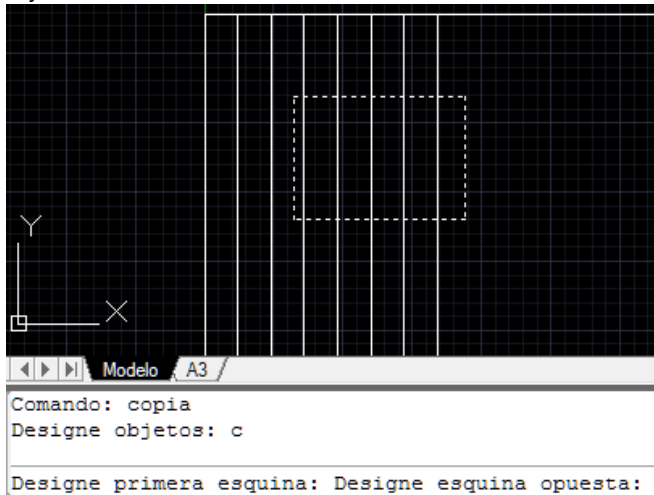 Y
X
Modelo A3
Comando: copia
Designe objetos: c
Designe primera esquina: Designe esquina opuesta: